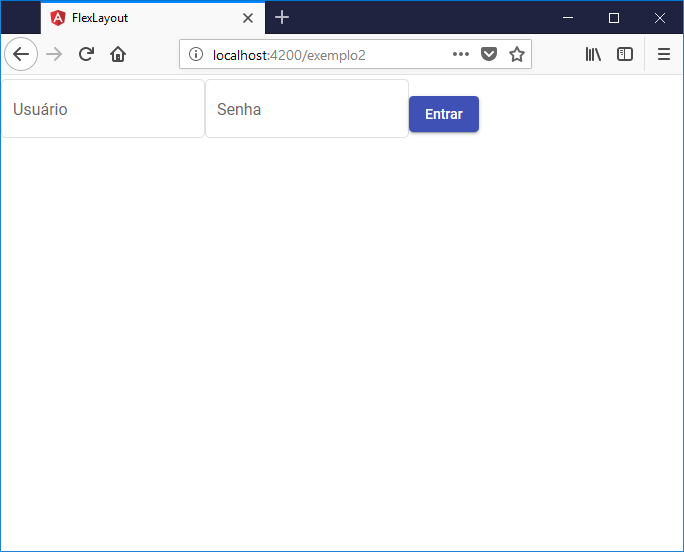 FlexLayout
localhost:4200/exemplo2
Usuário Senha Entrar